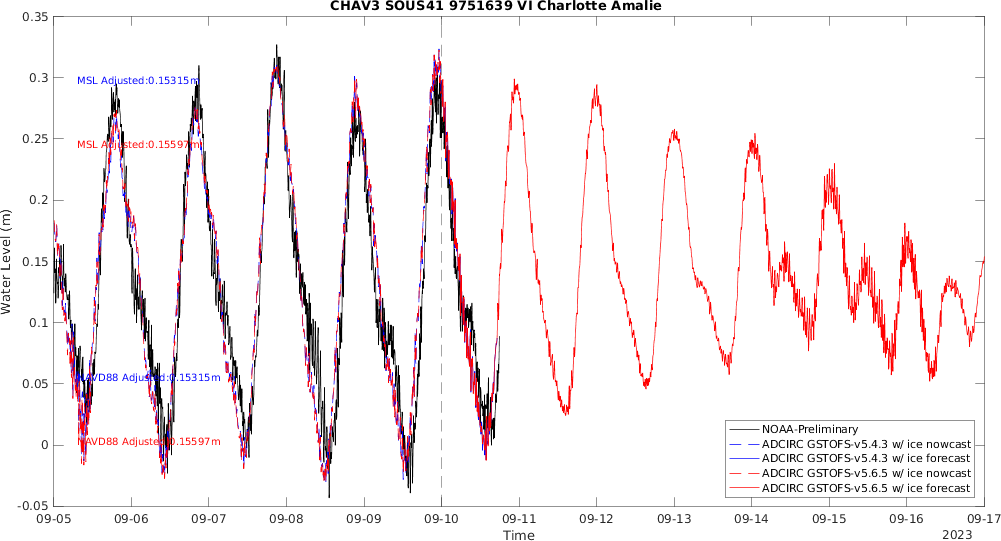 CHAV3 SOUS41 9751639 VI Charlotte Amalie
0.35
0.3
0.25
0.2
0.15
0.1
0.05
0
-0.05
Water Level (m)
MSL Adjusted:0.15315m
MSL Adjusted:0.15597m
NAVD88 Adjusted:0.15315m
NAVD88 Adjusted:0.15597m
NOAA-Preliminary
ADCIRC GSTOFS-v5.4.3 w/ ice nowcast
ADCIRC GSTOFS-v5.4.3 w/ ice forecast
ADCIRC GSTOFS-v5.6.5 w/ ice nowcast
ADCIRC GSTOFS-v5.6.5 w/ ice forecast
09-05 09-06 09-07 09-08 09-09 09-10 09-11 09-12 09-13 09-14 09-15 09-16 09-17
Time
2023